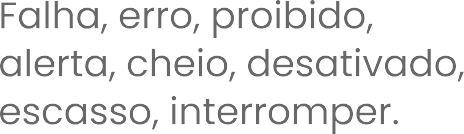 Falha, erro, proibido,
alerta, cheio, desativado,
escasso, interromper.